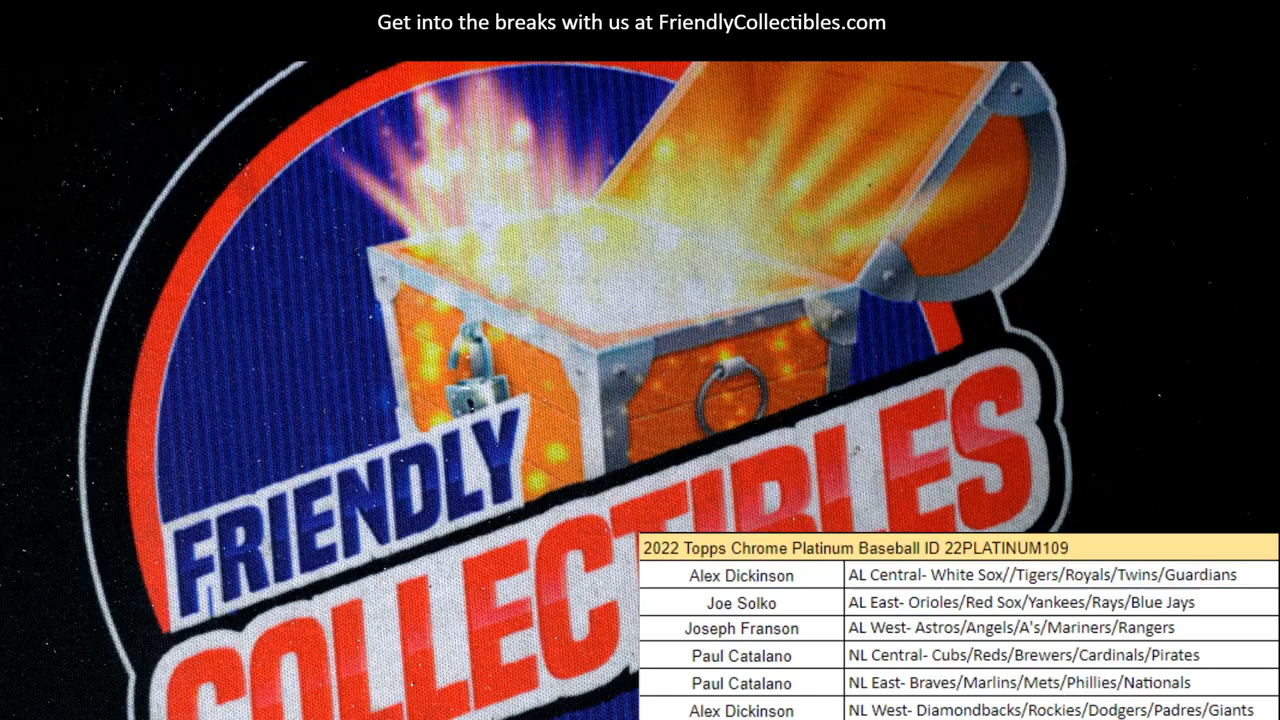 Get into the breaks with us at FriendlyCollectibles.com
FRIENDLY
COLLECTIBLES
2022 Topps Chrome Platinum Baseball ID 22PLATINUM109
Alex Dickinson AL Central- White Sox//Tigers/Royals/Twins/Guardians
Joe Solko AL East- Orioles/Red Sox/Yankees/Rays/Blue Jays
Joseph Franson AL West- Astros/Angels/A's/Mariners/Rangers
Paul Catalano NL Central- Cubs/Reds/Brewers/Cardinals/Pirates
Paul Catalano NL East- Braves/Marlins/Mets/Phillies/Nationals
Alex Dickinson NL West- Diamondbacks/Rockies/Dodgers/Padres/Giants